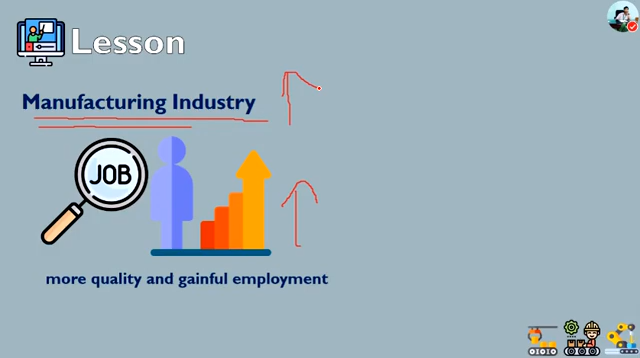 Lesson
Manufacturing Industry
JOB
more quality and gainful employment